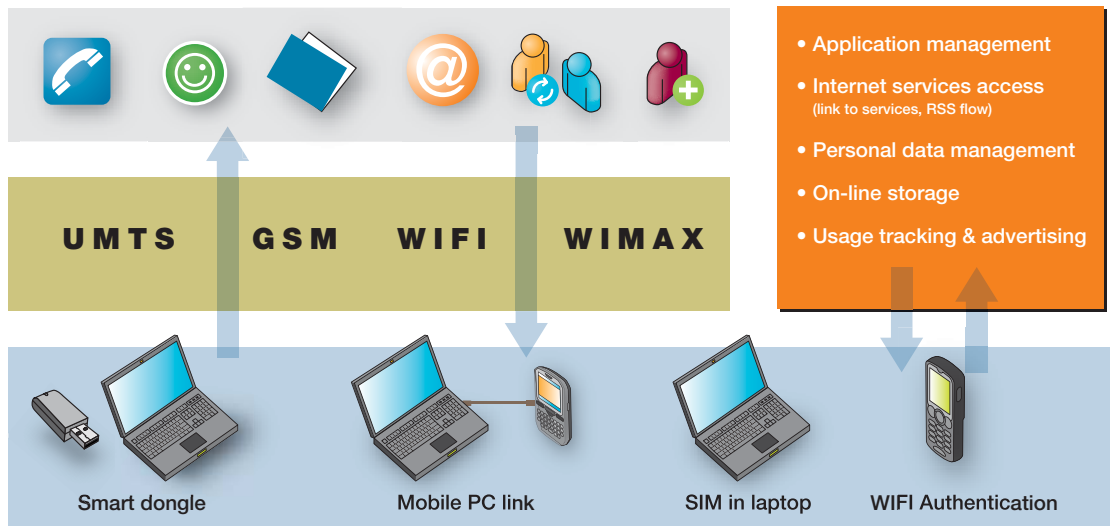 @
• Application management
• Internet services access
(link to services, RSS flow)
• Personal data management
• On-line storage
• Usage tracking & advertising
UMTS GSM WIFI WIMAX
Smart dongle Mobile PC link SIM in laptop WIFI Authentication